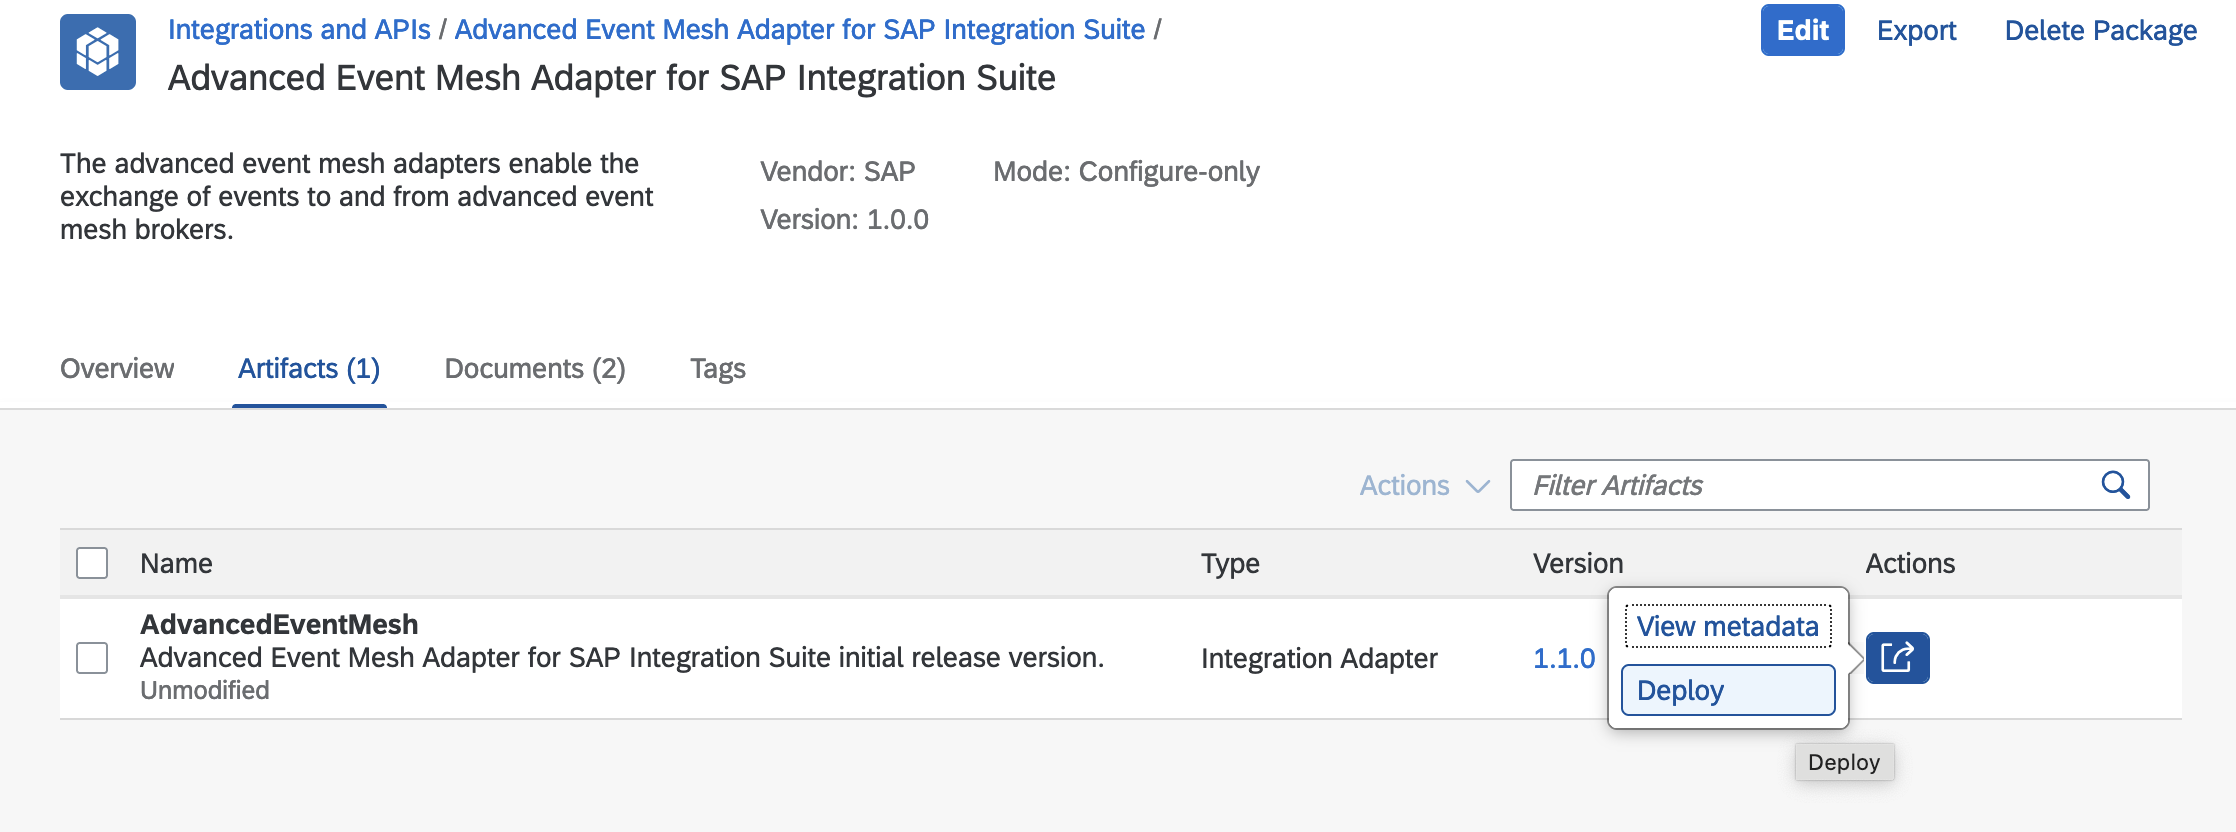 Integrations and APIs / Advanced Event Mesh Adapter for SAP Integration Suite /
Edit
Export
Delete Package
Advanced Event Mesh Adapter for SAP Integration Suite
The advanced event mesh adapters enable the
exchange of events to and from advanced event
mesh brokers.
Vendor: SAP
Mode: Configure-only
Version: 1.0.0
Overview
Artifacts (1)
Documents (2)
Tags
Actions
Filter Artifacts
Name
Type
Version
Actions
AdvancedEventMesh
Advanced Event Mesh Adapter for SAP Integration Suite initial release version.
Unmodified
Integration Adapter
1.1.0
View metadata
Deploy
Deploy